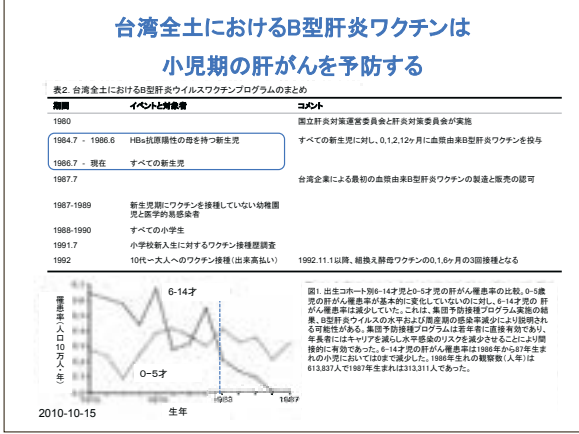 台湾全土におけるB型肝炎ワクチンは
小児期の肝がんを予防する
表2. 台湾全土におけるB型肝炎ウイルスワクチンプログラムのまとめ
期間 イベントと対象者 コメント
1980 国立肝炎対策運営委員会と肝炎対策委員会が実施
1984.7 - 1986.6 HBs抗原陽性の母を持つ新生児 すべての新生児に対し、0,1,2,12ヶ月に血漿由来B型肝炎ワクチンを投与
1986.7 - 現在 すべての新生児
1987.7 台湾企業による最初の血漿由来B型肝炎ワクチンの製造と販売の認可
1987-1989 新生児期にワクチンを接種していない幼稚園
児と医学的易感染者
1988-1990 すべての小学生
1991.7 小学校新入生に対するワクチン接種歴調査
1992 10代~大人へのワクチン接種(出来高払い) 1992.11.1以降、組換え酵母ワクチンの0,1,6ヶ月の3回接種となる
罹患率(人口10万人・年)
6-14才
0-5才
1983
1987
生年
図1. 出生コホート別6-14才児と0-5才児の肝がん罹患率の比較。0-5歳
児の肝がん罹患率が基本的に変化していないのに対し、6-14才児の 肝
がん罹患率は減少していた。これは、集団予防接種プログラム実施の結
果、B型肝炎ウイルスの水平および周産期の感染率減少により説明され
る可能性がある。集団予防接種プログラムは若年者に直接有効であり、
年長者にはキャリアを減らし水平感染のリスクを減少させることにより間
接的に有効であった。6-14才児の肝がん罹患率は1986年から87年生ま
れの小児においては0まで減少した。1986年生れの観察数(人年)は
613,837人で1987年生まれは313,311人であった。
2010-10-15